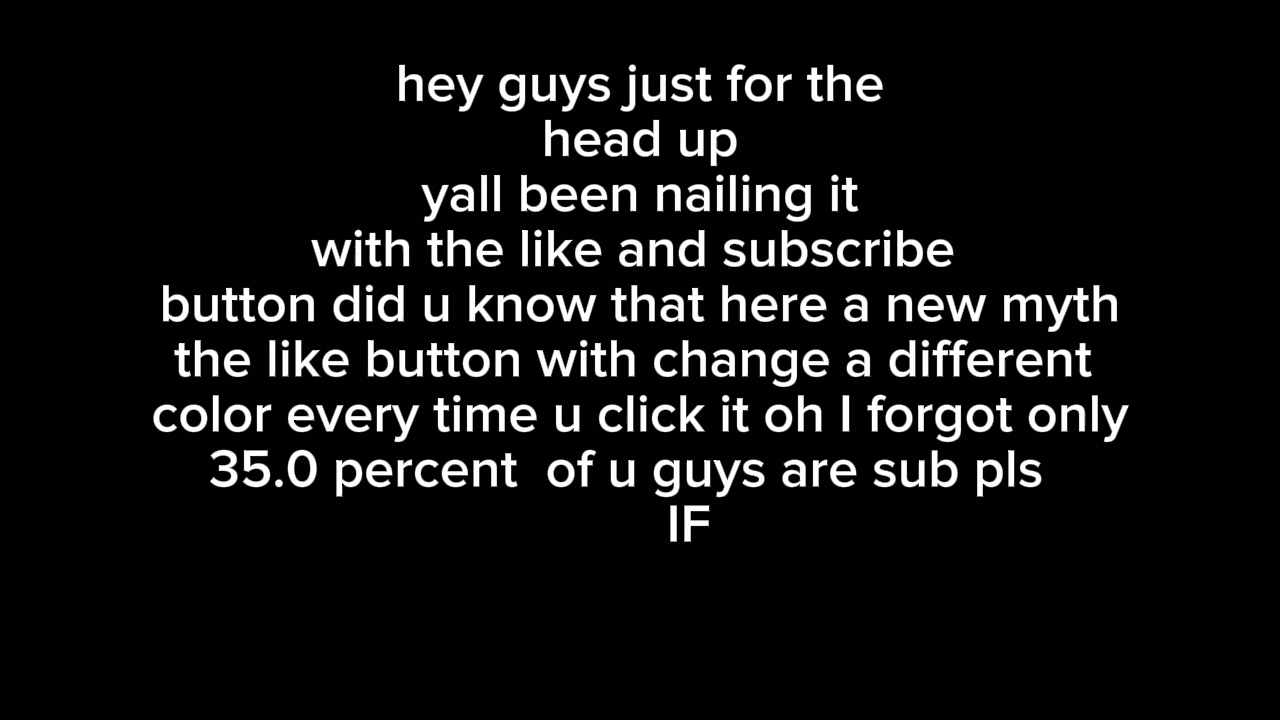 hey guys just for the
head up
yall been nailing it
with the like and subscribe
button did u know that here a new myth
the like button with change a different
color every time u click it oh I forgot only
35.0 percent  of u guys are sub pls
IF